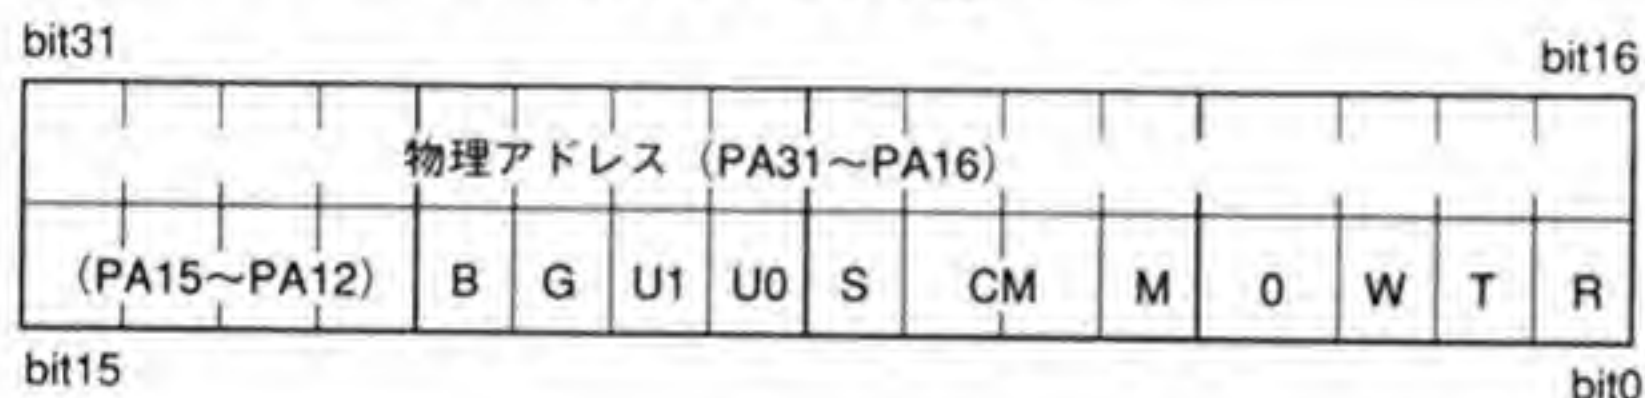 bit31 bit16
物理アドレス (PA31～PA16)
(PA15～PA12) B G U1 U0 S CM M 0 W T R
bit15 bit0